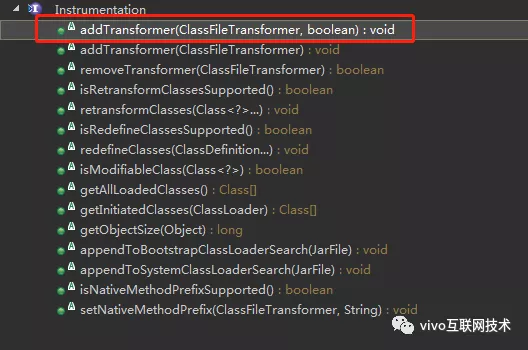 Instrumentation
addTransformer(ClassFileTransformer, boolean) : void
addTransformer(ClassFileTransformer) : void
removeTransformer(ClassFileTransformer) : boolean
isRetransformClassesSupported() : boolean
retransformClasses(Class<?>...) : void
isRedefineClassesSupported() : boolean
redefineClasses(ClassDefinition...) : void
isModifiableClass(Class<?>) : boolean
getAllLoadedClasses() : Class[]
getInitiatedClasses(ClassLoader) : Class[]
getObjectSize(Object) : long
appendToBootstrapClassLoaderSearch(JarFile) : void
appendToSystemClassLoaderSearch(JarFile) : void
isNativeMethodPrefixSupported() : boolean
setNativeMethodPrefix(ClassFileTransformer, String) : void
vivo互联网技术